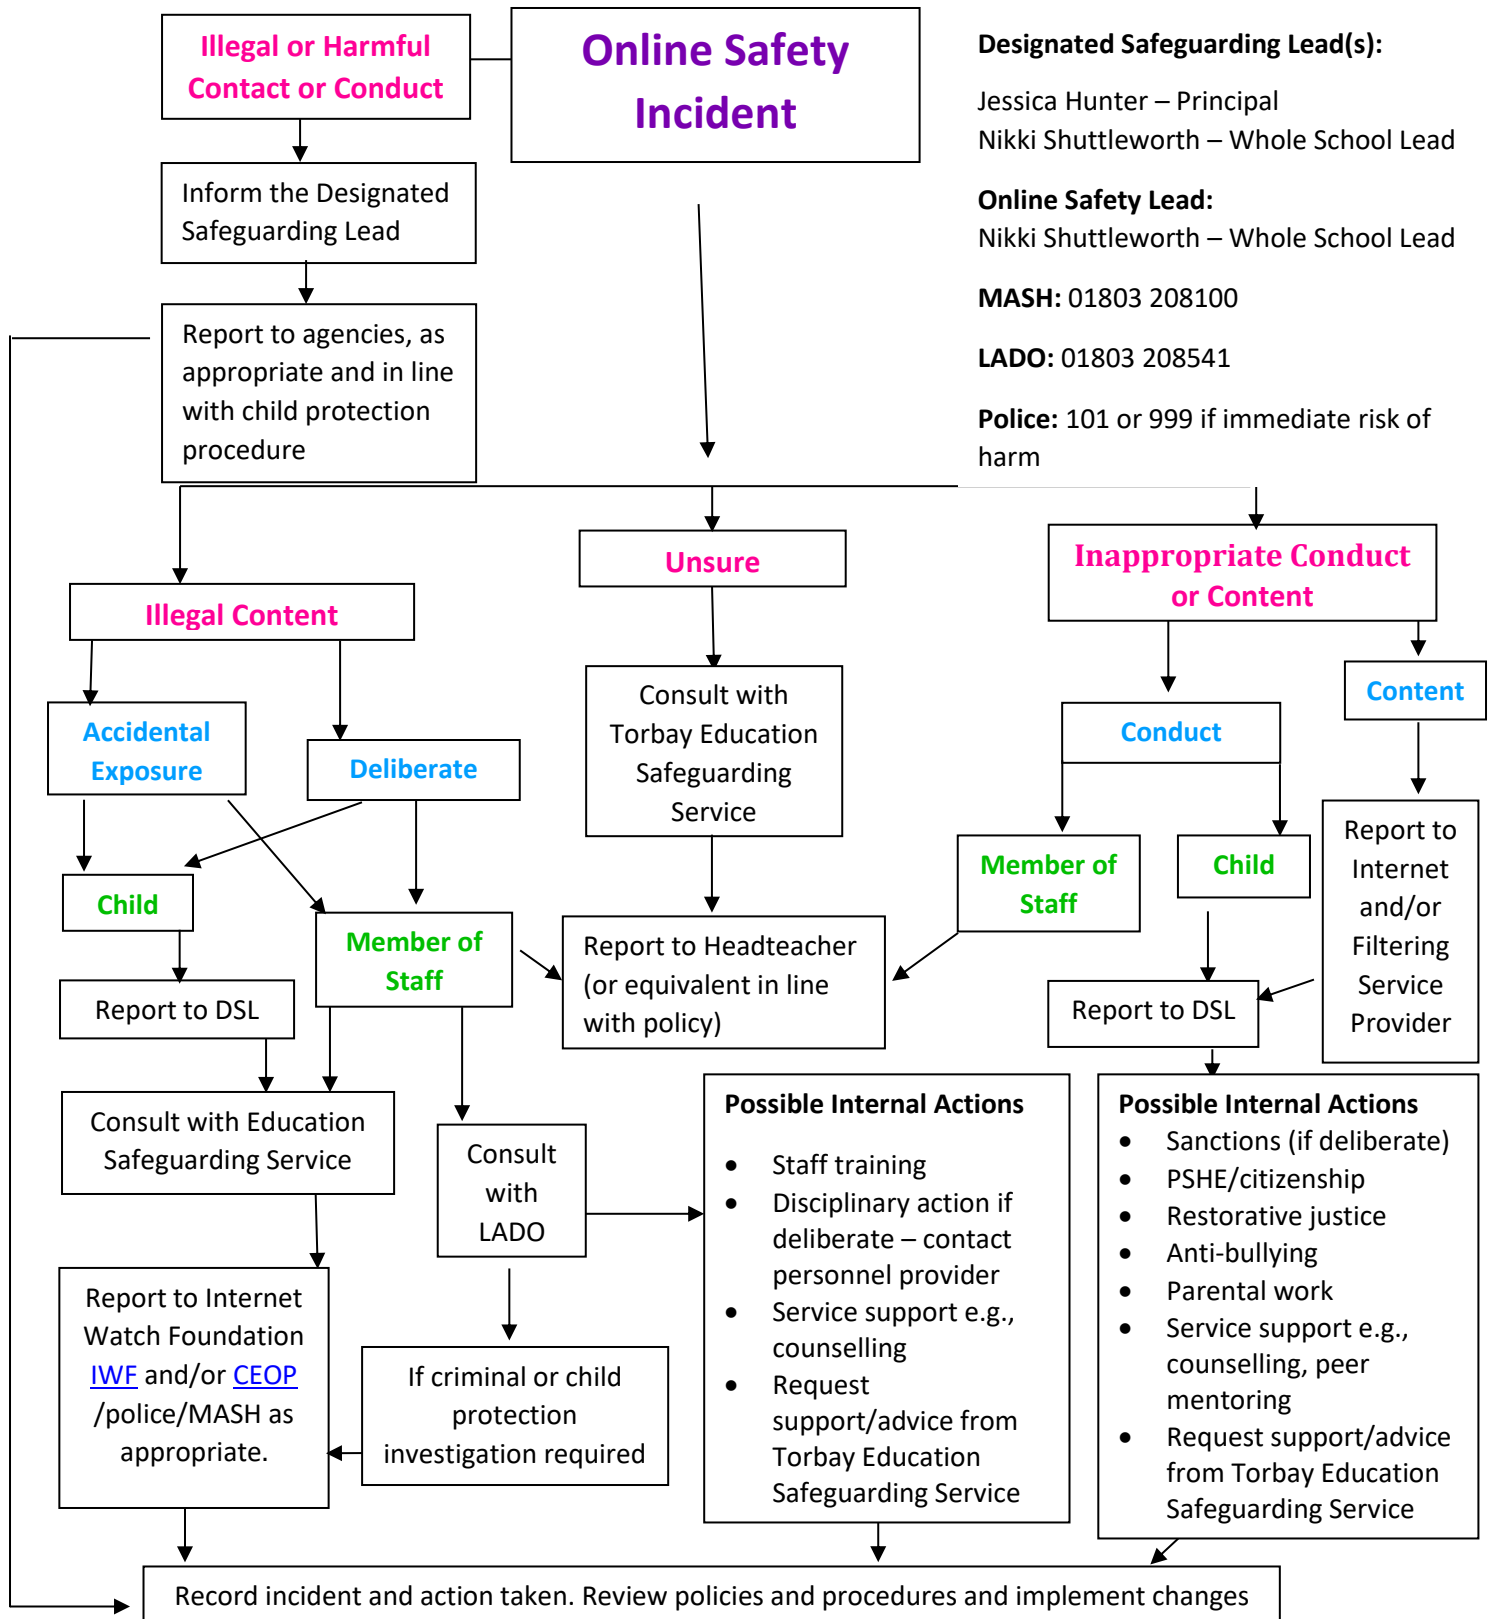 Illegal or Harmful
Contact or Conduct
Online Safety
Incident
Designated Safeguarding Lead(s):
Jessica Hunter – Principal
Nikki Shuttleworth – Whole School Lead
Online Safety Lead:
Nikki Shuttleworth – Whole School Lead
MASH: 01803 208100
LADO: 01803 208541
Police: 101 or 999 if immediate risk of
harm
Inform the Designated
Safeguarding Lead
Report to agencies, as
appropriate and in line
with child protection
procedure
Illegal Content
Unsure
Inappropriate Conduct
or Content
Accidental
Exposure
Deliberate
Consult with
Torbay Education
Safeguarding
Service
Conduct
Content
Child
Member of
Staff
Report to Headteacher
(or equivalent in line
with policy)
Member of
Staff
Child
Report to
Internet
and/or
Filtering
Service
Provider
Report to DSL
Report to DSL
Consult with Education
Safeguarding Service
Consult
with
LADO
Report to Internet
Watch Foundation
IWF and/or CEOP
/police/MASH as
appropriate.
If criminal or child
protection
investigation required
Possible Internal Actions
• Staff training
• Disciplinary action if
deliberate – contact
personnel provider
• Service support e.g.,
counselling
• Request
support/advice from
Torbay Education
Safeguarding Service
Possible Internal Actions
• Sanctions (if deliberate)
• PSHE/citizenship
• Restorative justice
• Anti-bullying
• Parental work
• Service support e.g.,
counselling, peer
mentoring
• Request support/advice
from Torbay Education
Safeguarding Service
Record incident and action taken. Review policies and procedures and implement changes